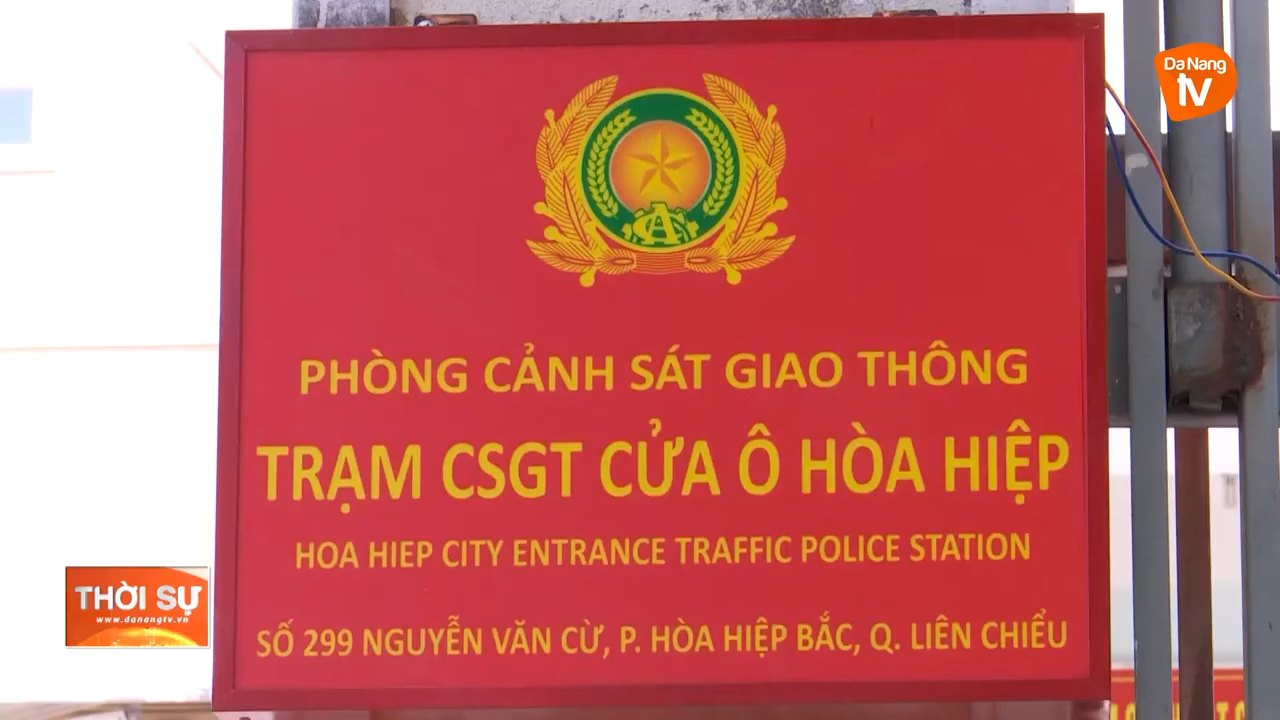 Da Nang
tv
PHÒNG CẢNH SÁT GIAO THÔNG
TRẠM CSGT CỬA Ô HÒA HIỆP
HOA HIEP CITY ENTRANCE TRAFFIC POLICE STATION
SỐ 299 NGUYỄN VĂN CỪ, P. HÒA HIỆP BẮC, Q. LIÊN CHIỂU
THỜI SỰ
www.danangtv.vn